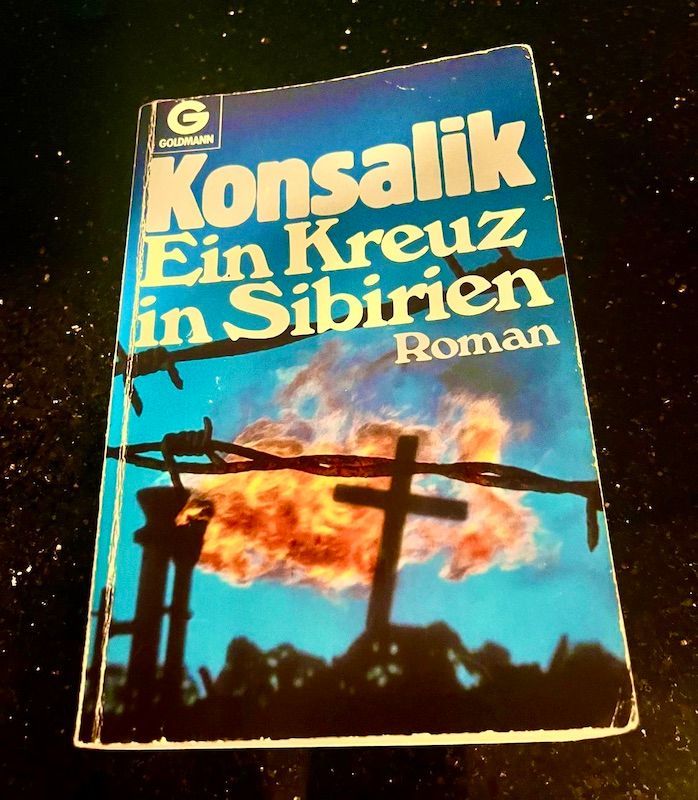 G
GOLDMANN
Konsalik
Ein Kreuz
in Sibirien
Roman